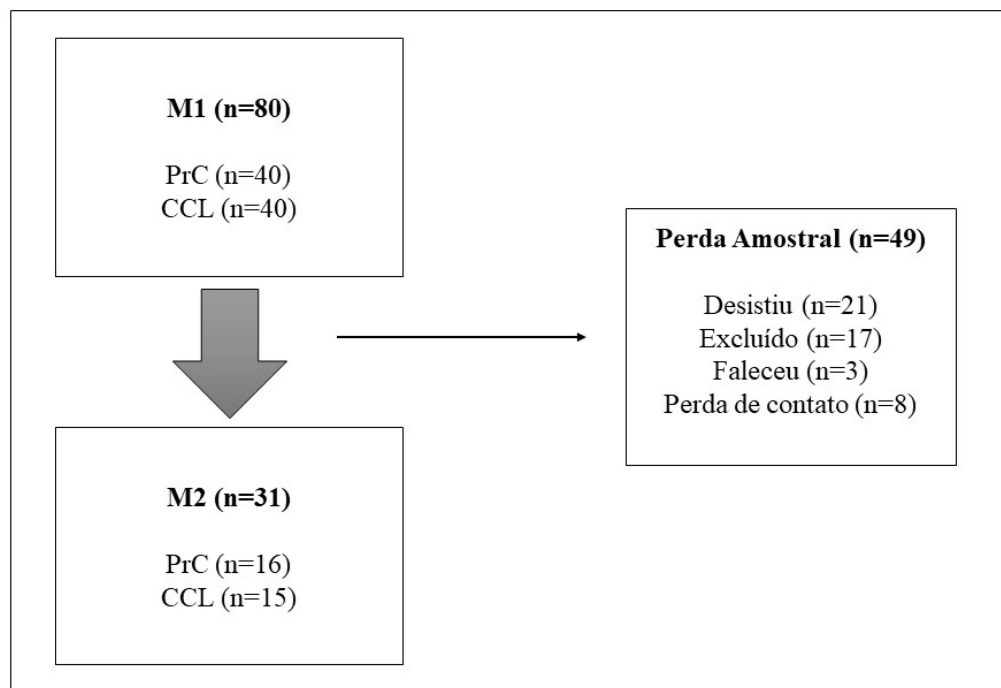 M1 (n=80)
PrC (n=40)
CCL (n=40)
Perda Amostral (n=49)
Desistiu (n=21)
Excluído (n=17)
Faleceu (n=3)
Perda de contato (n=8)
M2 (n=31)
PrC (n=16)
CCL (n=15)